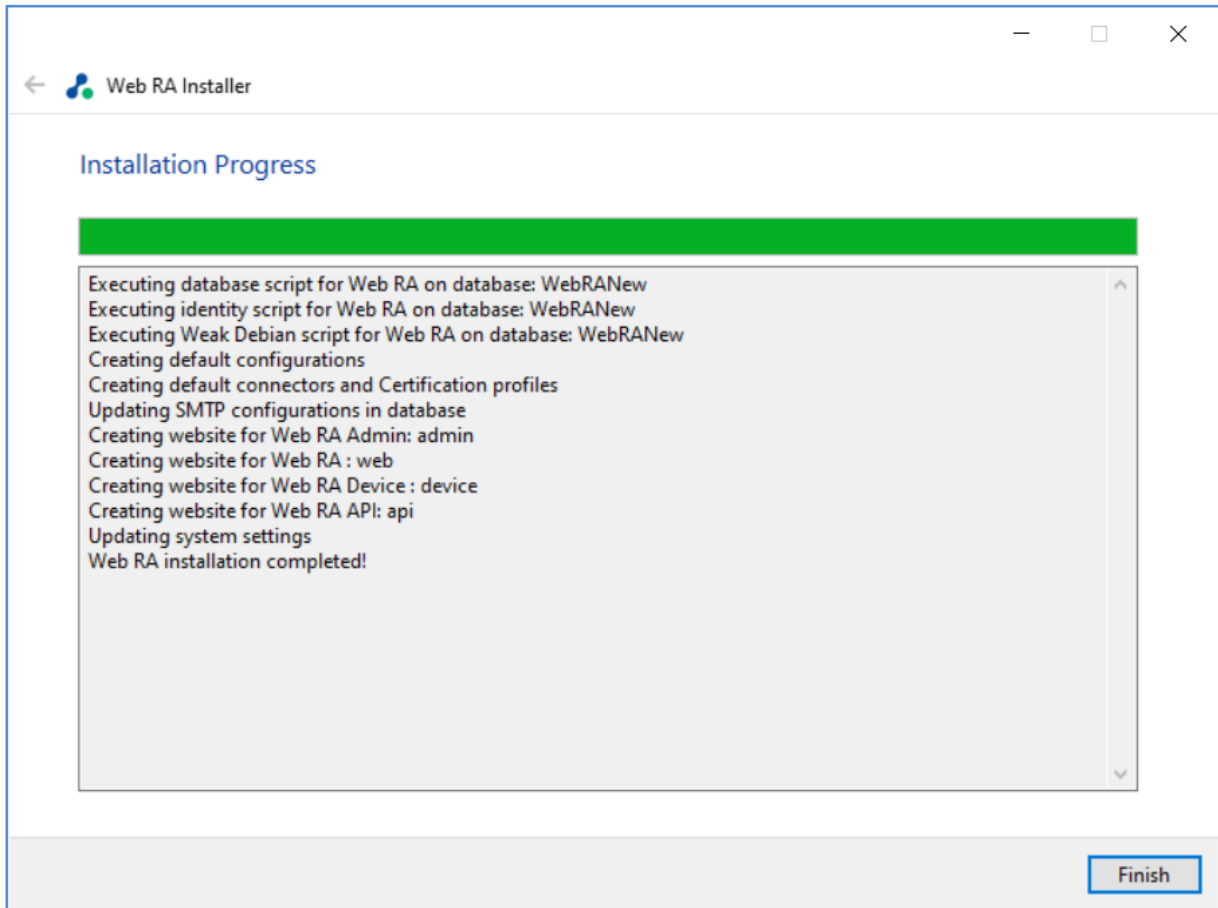 Web RA Installer
Installation Progress
Executing database script for Web RA on database: WebRANew
Executing identity script for Web RA on database: WebRANew
Executing Weak Debian script for Web RA on database: WebRANew
Creating default configurations
Creating default connectors and Certification profiles
Updating SMTP configurations in database
Creating website for Web RA Admin: admin
Creating website for Web RA : web
Creating website for Web RA Device : device
Creating website for Web RA API: api
Updating system settings
Web RA installation completed!
Finish